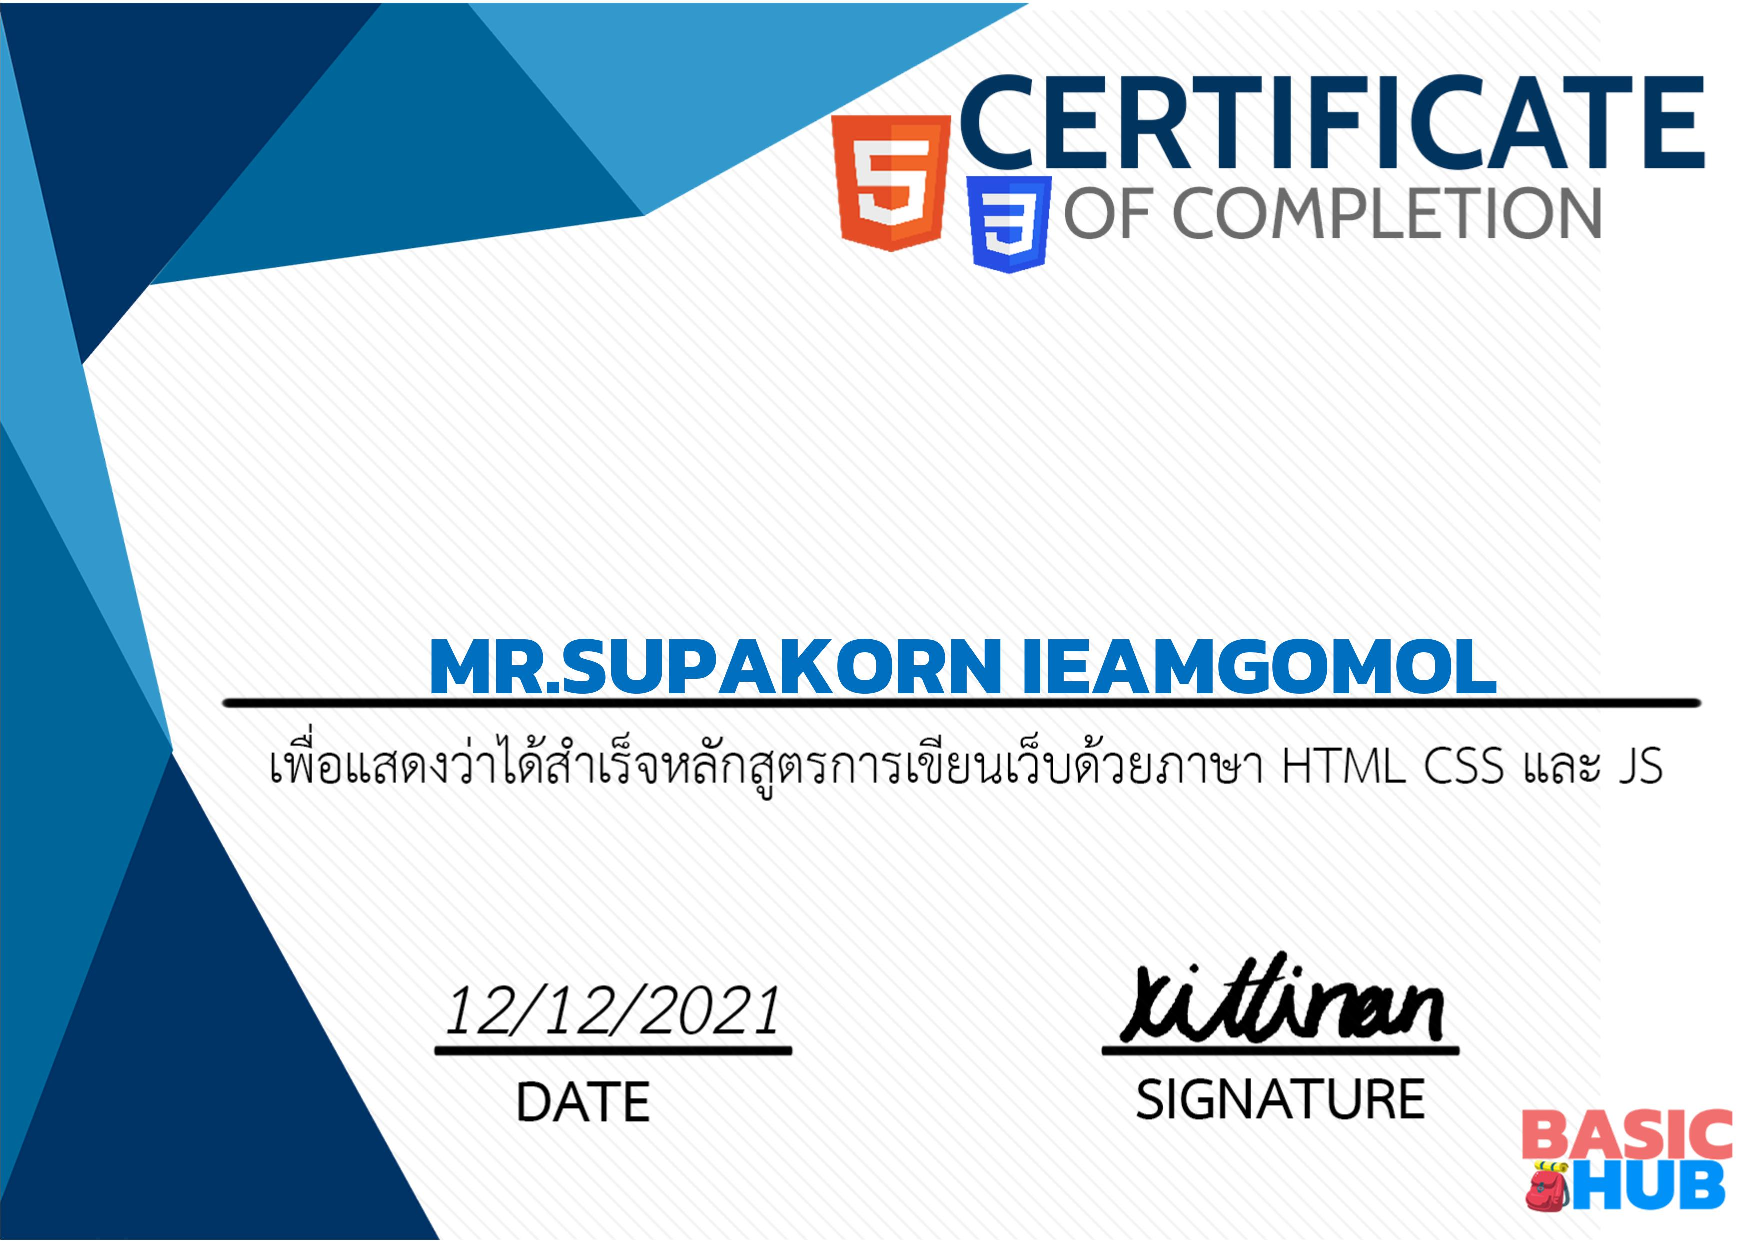 CERTIFICATE
OF COMPLETION
MR.SUPAKORN IEAMGOMOL
เพื่อแสดงว่าได้สำเร็จหลักสูตรการเขียนเว็บด้วยภาษา HTML CSS และ JS
12/12/2021
DATE
Kittinan
SIGNATURE
BASIC
HUB